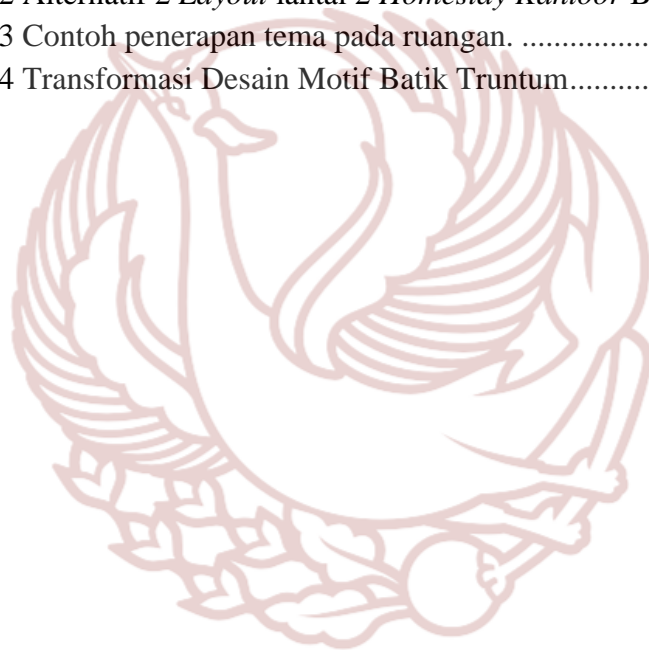 2 Alternatif 2 Layout lantai 2 Homestay Kantoor B
3 Contoh penerapan tema pada ruangan. ................
4 Transformasi Desain Motif Batik Truntum..........